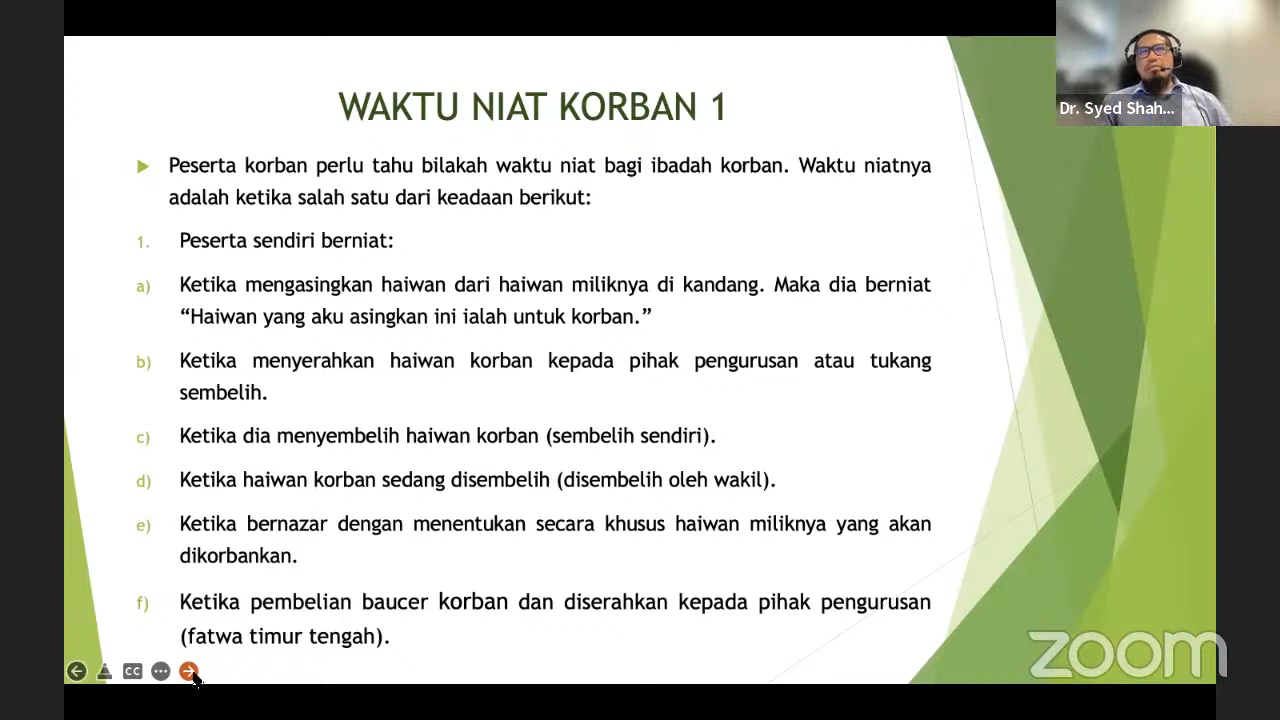 WAKTU NIAT KORBAN 1
Peserta korban perlu tahu bilakah waktu niat bagi ibadah korban. Waktu niatnya
adalah ketika salah satu dari keadaan berikut:
1. Peserta sendiri berniat:
a) Ketika mengasingkan haiwan dari haiwan miliknya di kandang. Maka dia berniat
“Haiwan yang aku asingkan ini ialah untuk korban.”
b) Ketika menyerahkan haiwan korban kepada pihak pengurusan atau tukang
sembelih.
c) Ketika dia menyembelih haiwan korban (sembelih sendiri).
d) Ketika haiwan korban sedang disembelih (disembelih oleh wakil).
e) Ketika bernazar dengan menentukan secara khusus haiwan miliknya yang akan
dikorbankan.
f) Ketika pembelian baucer korban dan diserahkan kepada pihak pengurusan
(fatwa timur tengah).
Dr. Syed Shah...
CC
zoom